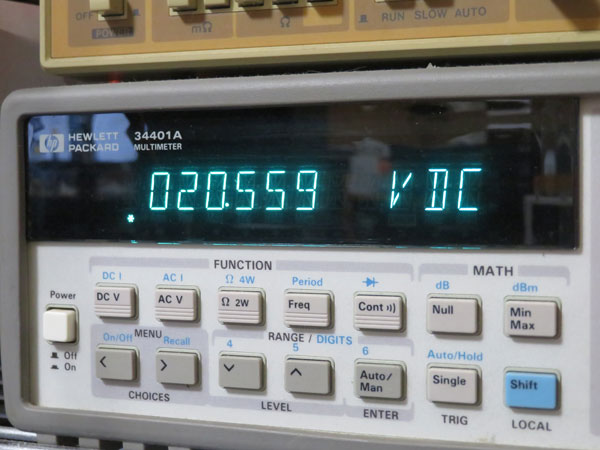 OFF
POWER
mΩ
Ω
RUN SLOW AUTO
hp HEWLETT PACKARD
34401A
MULTIMETER
* 020.559 VDC
FUNCTION
MATH
DC I
AC I
Ω 4W
Period
dB
dBm
Power
DC V
AC V
Ω 2W
Freq
Cont
Null
Min Max
Off
On
On/Off
MENU
Recall
4
RANGE / DIGITS
5
6
Auto/Hold
<
>
Auto/Man
Single
Shift
CHOICES
LEVEL
ENTER
TRIG
LOCAL